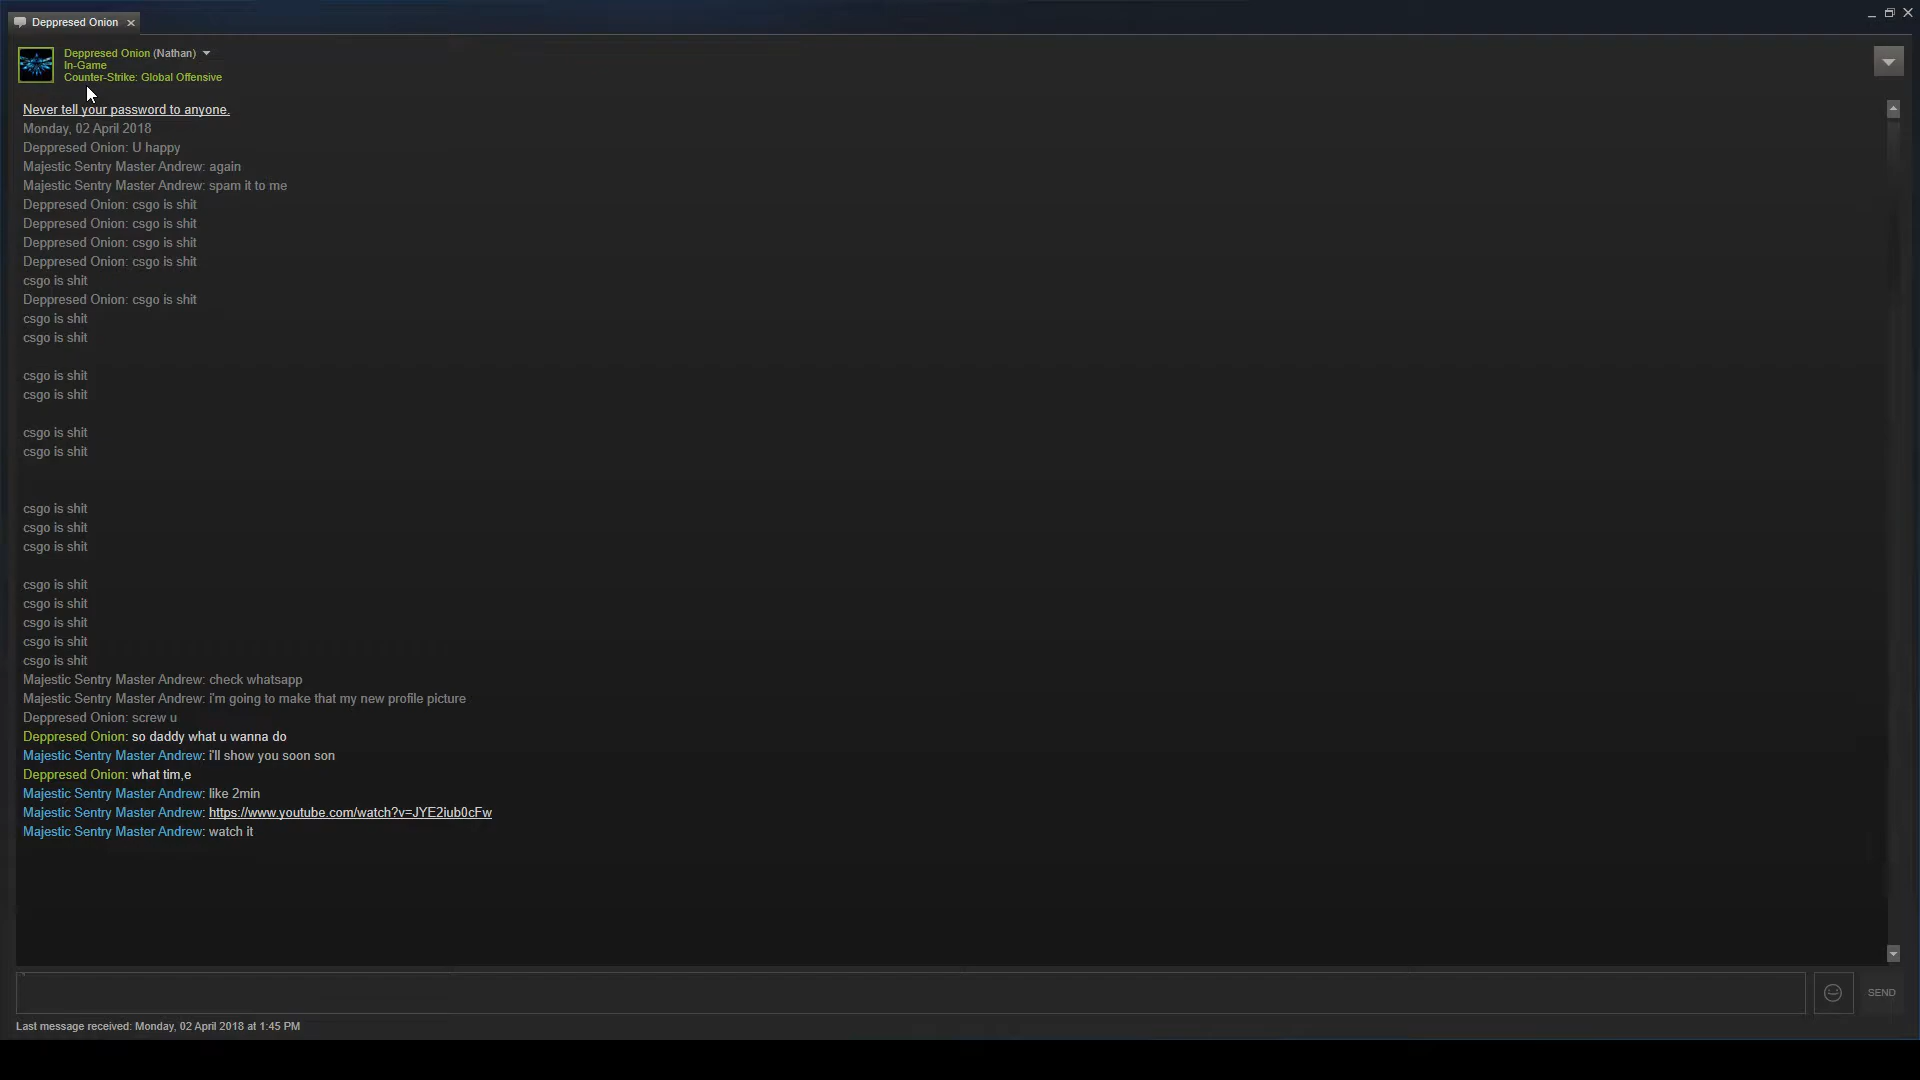 Deppresed Onion
Deppresed Onion (Nathan)
In-Game
Counter-Strike: Global Offensive
Never tell your password to anyone.
Monday, 02 April 2018
Deppresed Onion: U happy
Majestic Sentry Master Andrew: again
Majestic Sentry Master Andrew: spam it to me
Deppresed Onion: csgo is shit
Deppresed Onion: csgo is shit
Deppresed Onion: csgo is shit
Deppresed Onion: csgo is shit
csgo is shit
Deppresed Onion: csgo is shit
csgo is shit
csgo is shit
csgo is shit
csgo is shit
csgo is shit
csgo is shit
csgo is shit
csgo is shit
csgo is shit
csgo is shit
csgo is shit
csgo is shit
csgo is shit
csgo is shit
Majestic Sentry Master Andrew: check whatsapp
Majestic Sentry Master Andrew: i'm going to make that my new profile picture
Deppresed Onion: screw u
Deppresed Onion: so daddy what u wanna do
Majestic Sentry Master Andrew: i'll show you soon son
Deppresed Onion: what tim,e
Majestic Sentry Master Andrew: like 2min
Majestic Sentry Master Andrew: https://www.youtube.com/watch?v=JYE2iub0cFw
Majestic Sentry Master Andrew: watch it
SEND
Last message received: Monday, 02 April 2018 at 1:45 PM